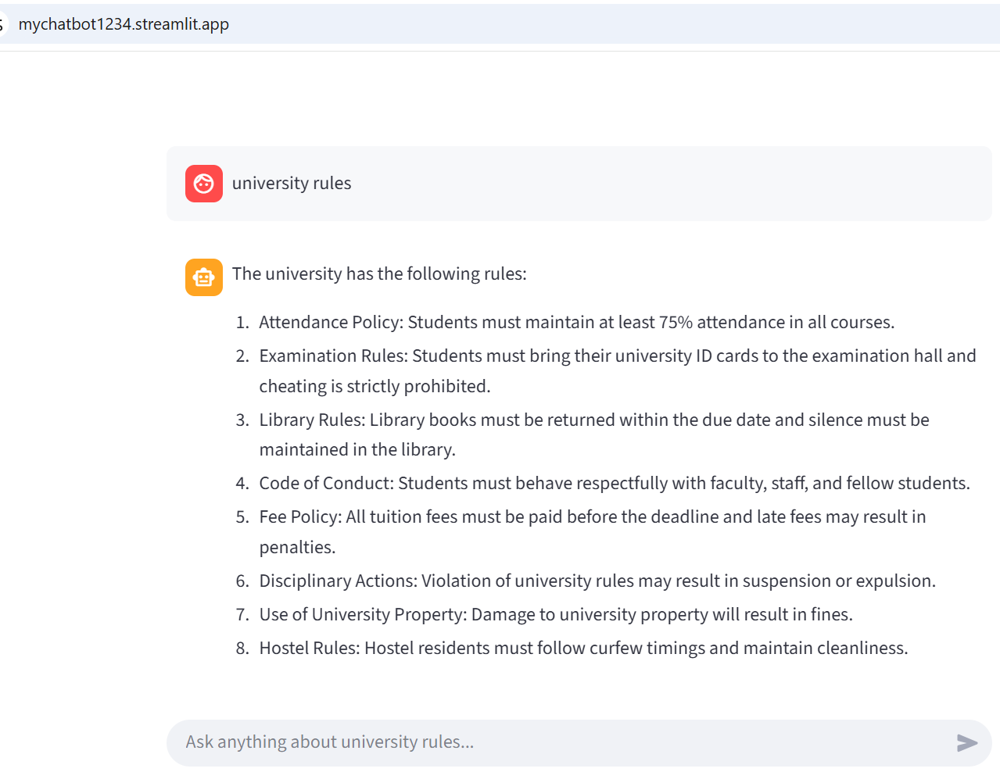 mychatbot1234.streamlit.app
university rules
The university has the following rules:
1. Attendance Policy: Students must maintain at least 75% attendance in all courses.
2. Examination Rules: Students must bring their university ID cards to the examination hall and
cheating is strictly prohibited.
3. Library Rules: Library books must be returned within the due date and silence must be
maintained in the library.
4. Code of Conduct: Students must behave respectfully with faculty, staff, and fellow students.
5. Fee Policy: All tuition fees must be paid before the deadline and late fees may result in
penalties.
6. Disciplinary Actions: Violation of university rules may result in suspension or expulsion.
7. Use of University Property: Damage to university property will result in fines.
8. Hostel Rules: Hostel residents must follow curfew timings and maintain cleanliness.
Ask anything about university rules...